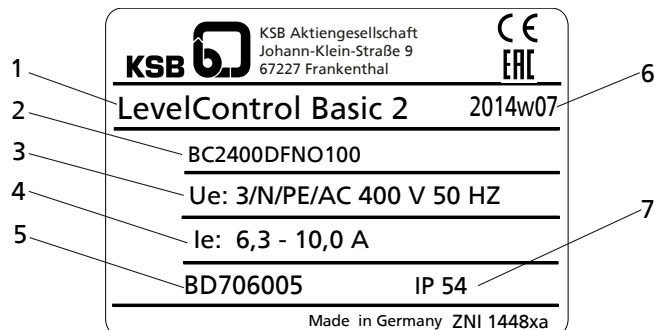 KSB
KSB Aktiengesellschaft
Johann-Klein-Straße 9
67227 Frankenthal
CE
EAC
1
LevelControl Basic 2 2014w07
6
2
BC2400DFNO100
3
Ue: 3/N/PE/AC 400 V 50 HZ
4
Ie: 6,3 - 10,0 A
7
5
BD706005 IP 54
Made in Germany ZNI 1448xa